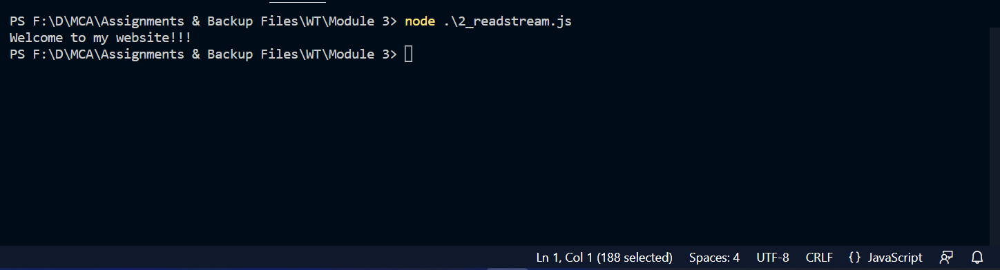 PS F:\D\MCA\Assignments & Backup Files\WT\Module 3> node .\2_readstream.js
Welcome to my website!!!
PS F:\D\MCA\Assignments & Backup Files\WT\Module 3>
Ln 1, Col 1 (188 selected) Spaces: 4 UTF-8 CRLF {} JavaScript